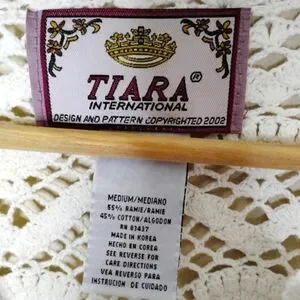 TIARA®
INTERNATIONAL
DESIGN AND PATTERN COPYRIGHTED 2002
MEDIUM/MEDIANO
55% RAMIE/RAMIE
45% COTTON/ALGODON
RN 83437
MADE IN KOREA
HECHO EN COREA
SEE REVERSE FOR
CARE DIRECTIONS
VEA REVERSO PARA
INSTRUCION DE CUIDADO